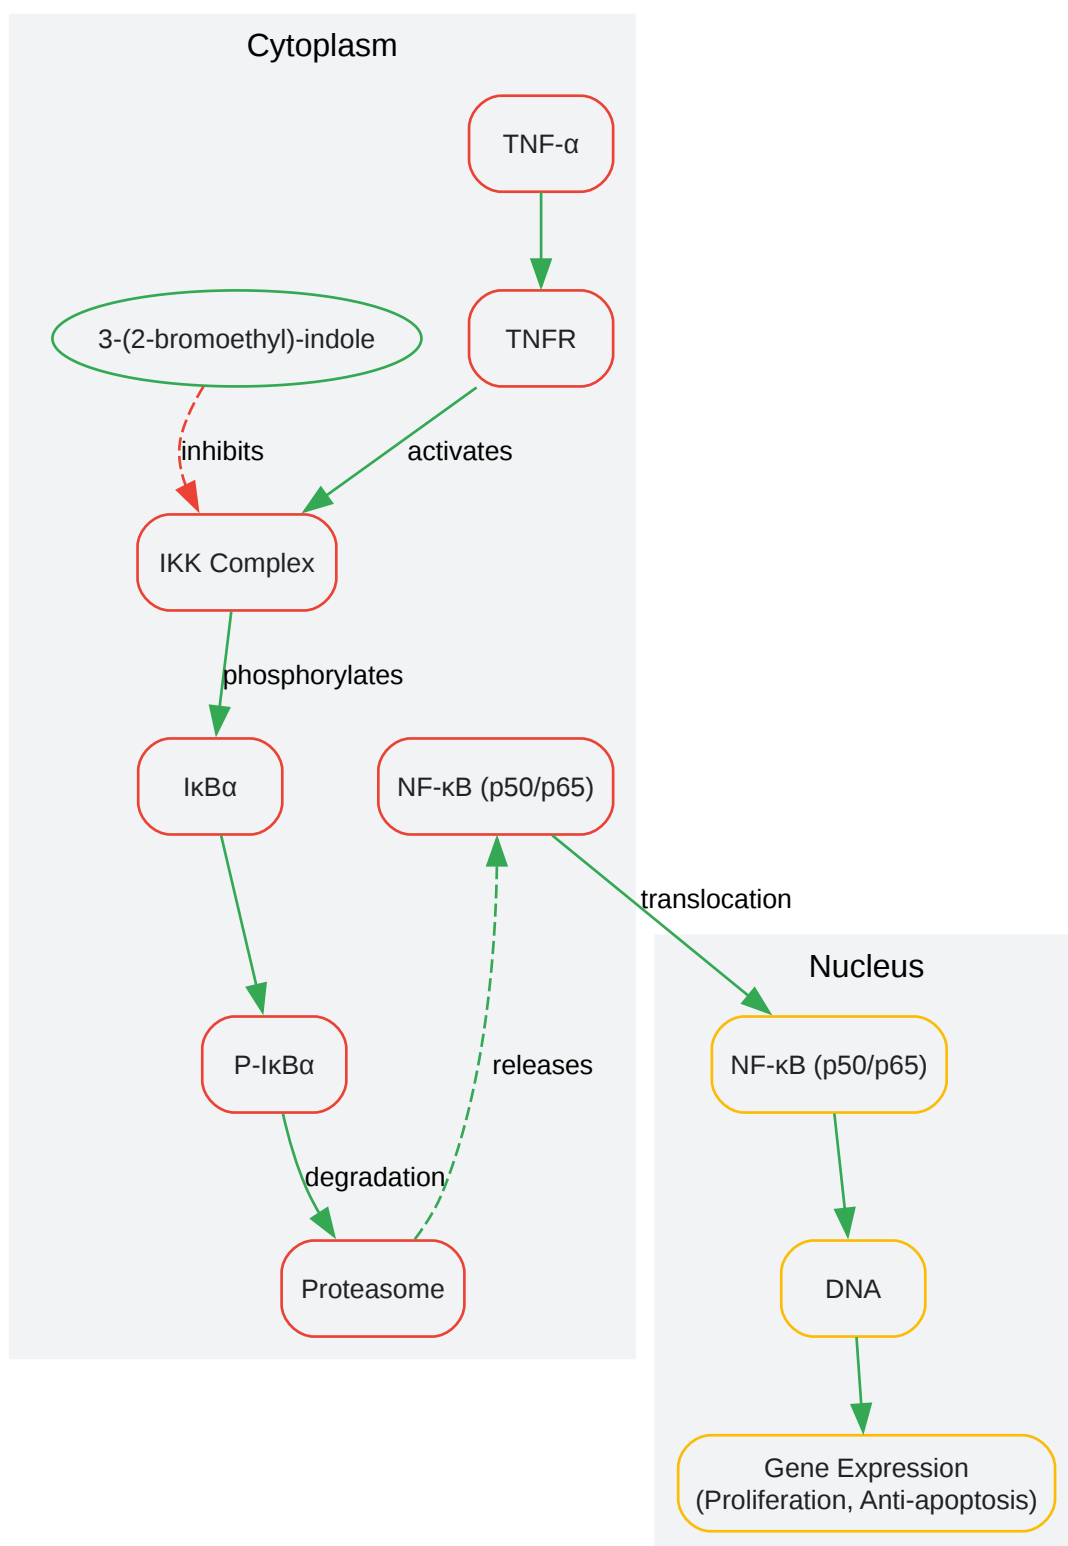 Cytoplasm
TNF-α
3-(2-bromoethyl)-indole
TNFR
inhibits
activates
IKK Complex
phosphorylates
IκBα
NF-κB (p50/p65)
translocation
Nucleus
P-IκBα
releases
NF-κB (p50/p65)
degradation
Proteasome
DNA
Gene Expression
(Proliferation, Anti-apoptosis)